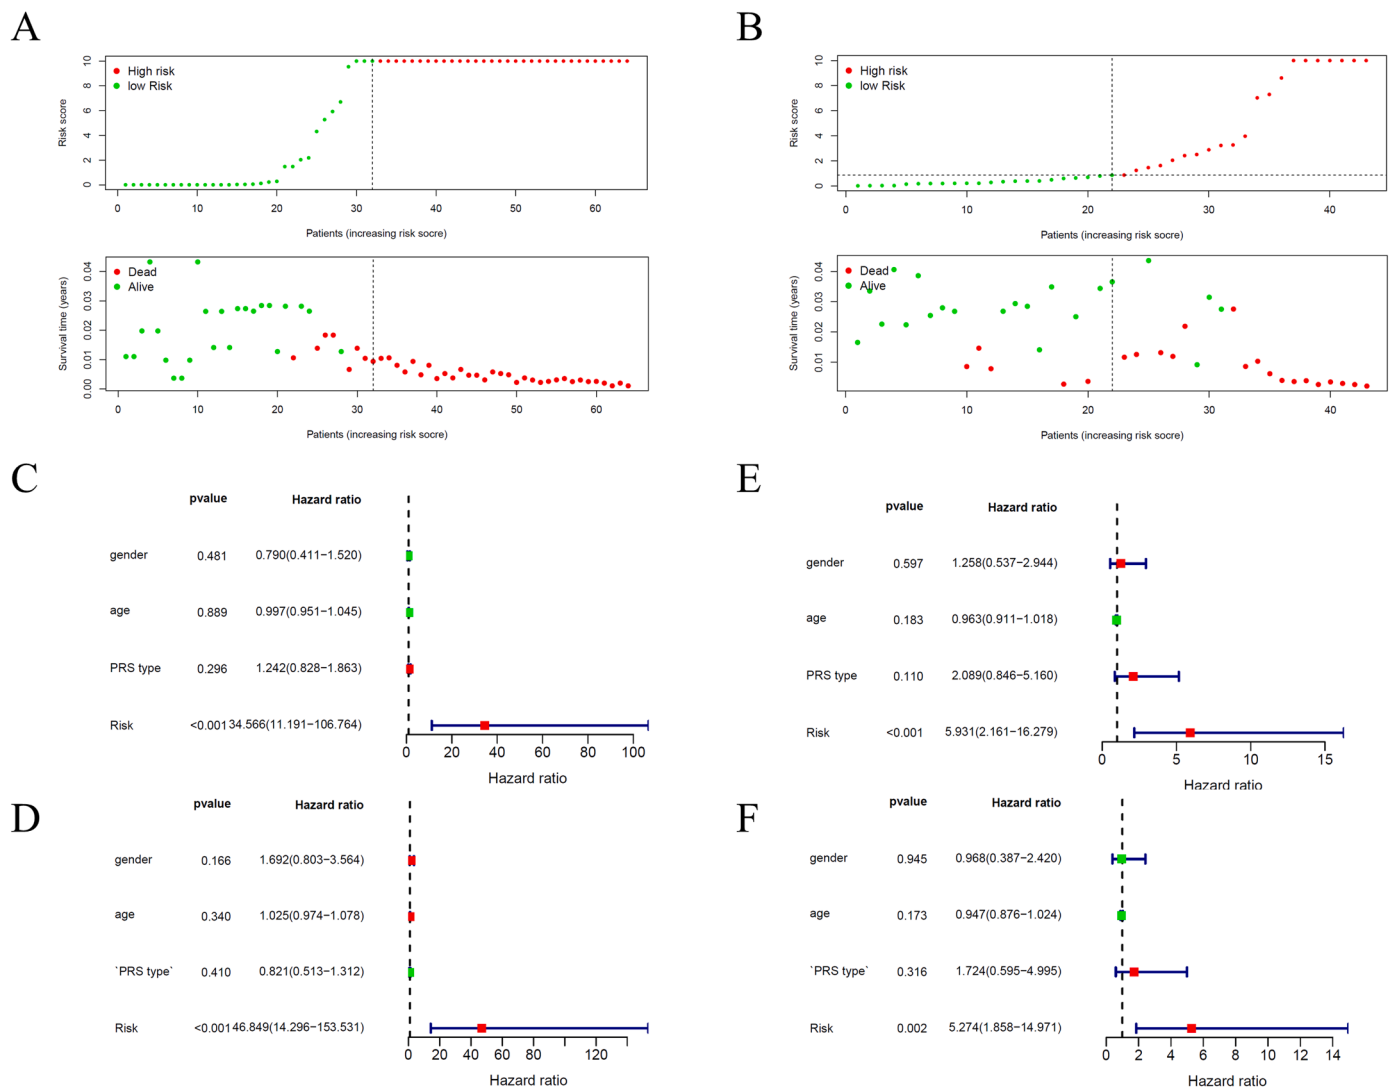 A
High risk
low Risk
Risk score
10
8
6
4
2
0
0 10 20 30 40 50 60
Patients (increasing risk socre)
Dead
Alive
Survival time (years)
0.04
0.03
0.02
0.01
0.00
0 10 20 30 40 50 60
Patients (increasing risk socre)
B
High risk
low Risk
Risk score
10
8
6
4
2
0
0 10 20 30 40
Patients (increasing risk socre)
Dead
Alive
Survival time (years)
0.04
0.03
0.02
0.01
0 10 20 30 40
Patients (increasing risk socre)
C
pvalue Hazard ratio
gender 0.481 0.790(0.411−1.520)
age 0.889 0.997(0.951−1.045)
PRS type 0.296 1.242(0.828−1.863)
Risk <0.001 34.566(11.191−106.764)
0 20 40 60 80 100
Hazard ratio
E
pvalue Hazard ratio
gender 0.597 1.258(0.537−2.944)
age 0.183 0.963(0.911−1.018)
PRS type 0.110 2.089(0.846−5.160)
Risk <0.001 5.931(2.161−16.279)
0 5 10 15
Hazard ratio
D
pvalue Hazard ratio
gender 0.166 1.692(0.803−3.564)
age 0.340 1.025(0.974−1.078)
`PRS type` 0.410 0.821(0.513−1.312)
Risk <0.001 46.849(14.296−153.531)
0 20 40 60 80 120
Hazard ratio
F
pvalue Hazard ratio
gender 0.945 0.968(0.387−2.420)
age 0.173 0.947(0.876−1.024)
`PRS type` 0.316 1.724(0.595−4.995)
Risk 0.002 5.274(1.858−14.971)
0 2 4 6 8 10 12 14
Hazard ratio